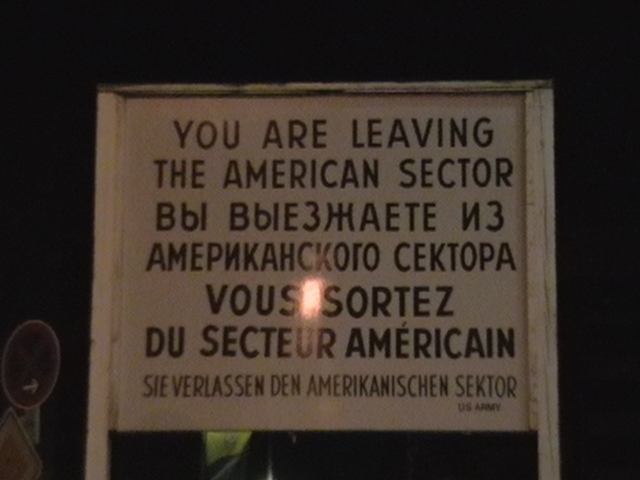 YOU ARE LEAVING
THE AMERICAN SECTOR
ВЫ ВЫЕЗЖАЕТЕ ИЗ
АМЕРИКАНСКОГО СЕКТОРА
VOUS SORTEZ
DU SECTEUR AMÉRICAIN
SIE VERLASSEN DEN AMERIKANISCHEN SEKTOR
US ARMY